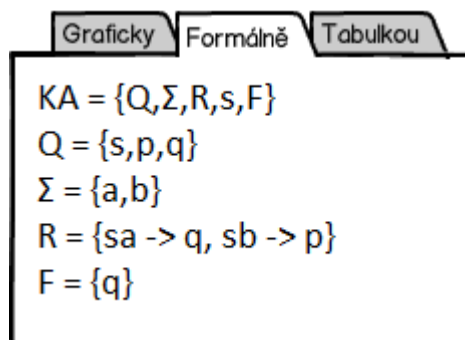 Graficky Formálně Tabulkou
KA = {Q,Σ,R,s,F}
Q = {s,p,q}
Σ = {a,b}
R = {sa -> q, sb -> p}
F = {q}